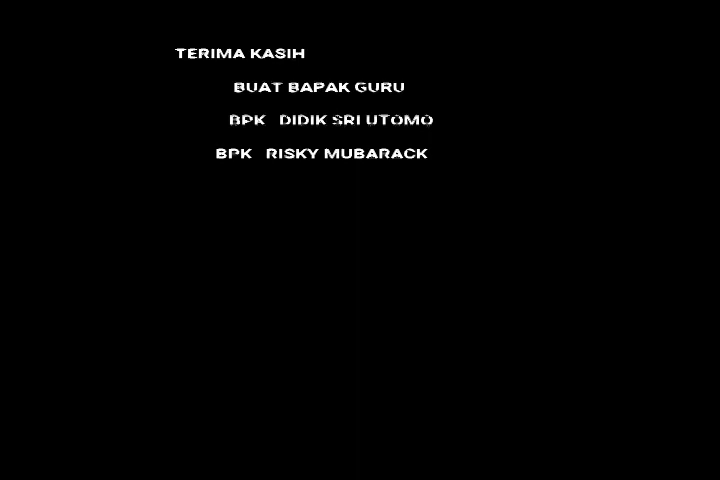 TERIMA KASIH
BUAT BAPAK GURU
BPK DIDIK SRI UTOMO
BPK RISKY MUBARACK